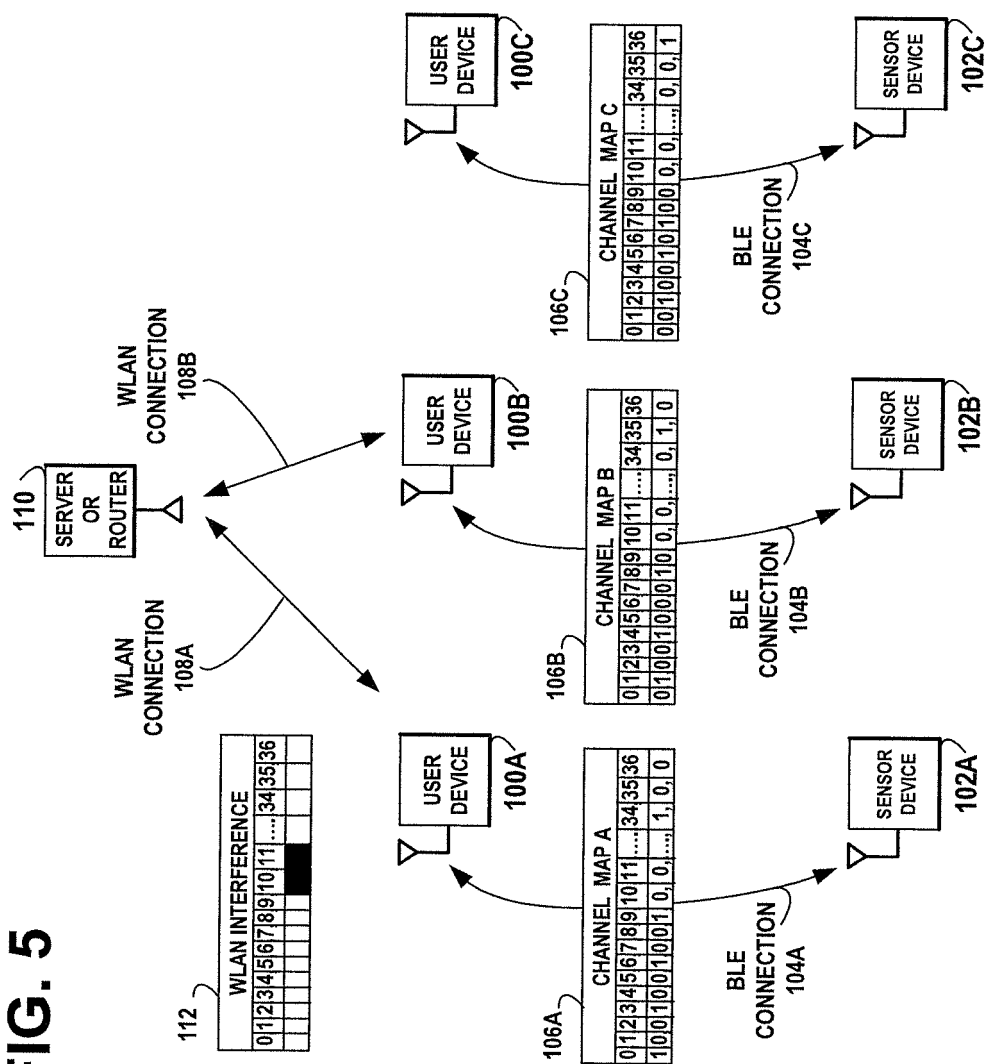 FIG. 5
110
SERVER
OR
ROUTER
WLAN
CONNECTION
108A
WLAN
CONNECTION
108B
112
WLAN INTERFERENCE
0 1 2 3 4 5 6 7 8 9 10 11 .... 34 35 36
USER
DEVICE
100A
USER
DEVICE
100B
USER
DEVICE
100C
106A
CHANNEL MAP A
0 1 2 3 4 5 6 7 8 9 10 11 .... 34 35 36
1 0 0 1 0 0 1 0 0 1 0, 0, ...., 1, 0, 0
106B
CHANNEL MAP B
0 1 2 3 4 5 6 7 8 9 10 11 .... 34 35 36
0 1 0 0 1 0 0 0 1 0 0, 0, ...., 0, 1, 0
106C
CHANNEL MAP C
0 1 2 3 4 5 6 7 8 9 10 11 .... 34 35 36
0 0 1 0 0 1 0 1 0 0 0, 0, ...., 0, 0, 1
BLE
CONNECTION
104A
BLE
CONNECTION
104B
BLE
CONNECTION
104C
SENSOR
DEVICE
102A
SENSOR
DEVICE
102B
SENSOR
DEVICE
102C